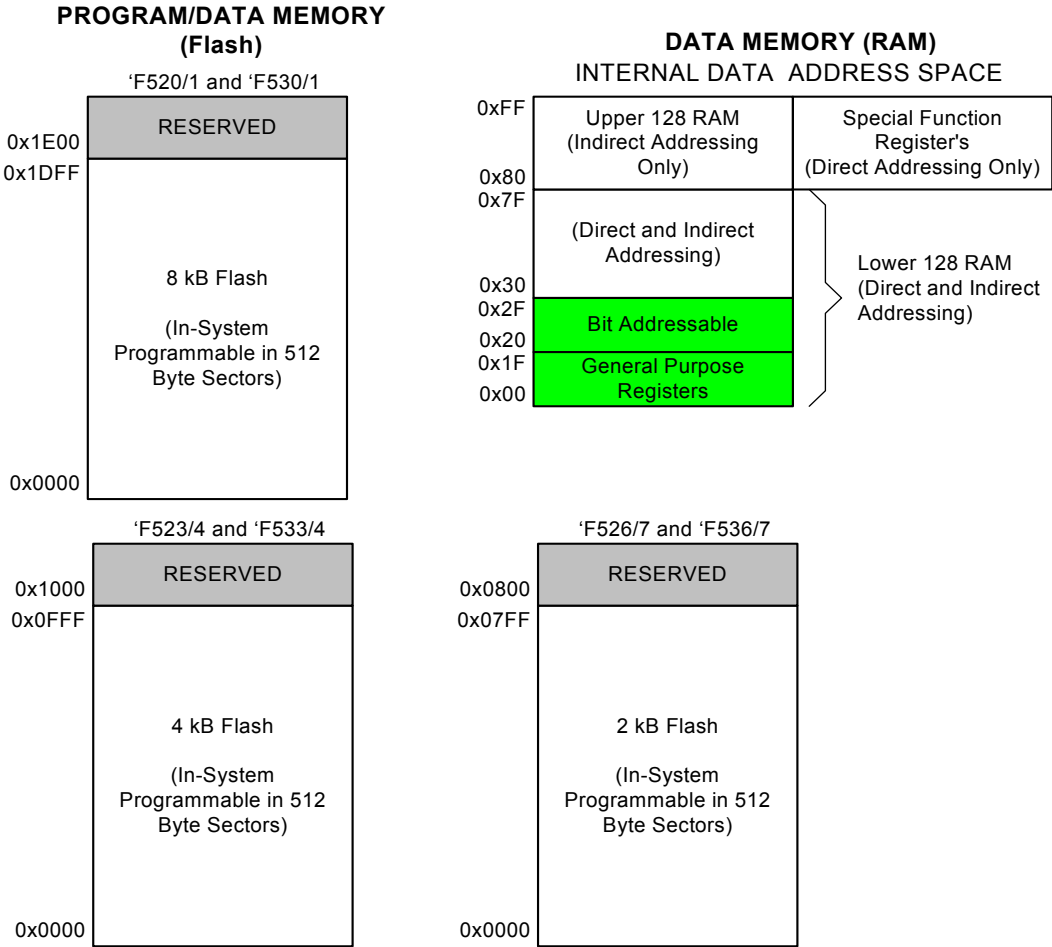 PROGRAM/DATA MEMORY
(Flash)
‘F520/1 and ‘F530/1
RESERVED
0x1E00
0x1DFF
8 kB Flash
(In-System
Programmable in 512
Byte Sectors)
0x0000
DATA MEMORY (RAM)
INTERNAL DATA ADDRESS SPACE
0xFF
Upper 128 RAM
(Indirect Addressing
Only)
Special Function
Register's
(Direct Addressing Only)
0x80
0x7F
(Direct and Indirect
Addressing)
0x30
0x2F
Bit Addressable
0x20
0x1F
General Purpose
Registers
0x00
Lower 128 RAM
(Direct and Indirect
Addressing)
‘F523/4 and ‘F533/4
RESERVED
0x1000
0x0FFF
4 kB Flash
(In-System
Programmable in 512
Byte Sectors)
0x0000
‘F526/7 and ‘F536/7
RESERVED
0x0800
0x07FF
2 kB Flash
(In-System
Programmable in 512
Byte Sectors)
0x0000